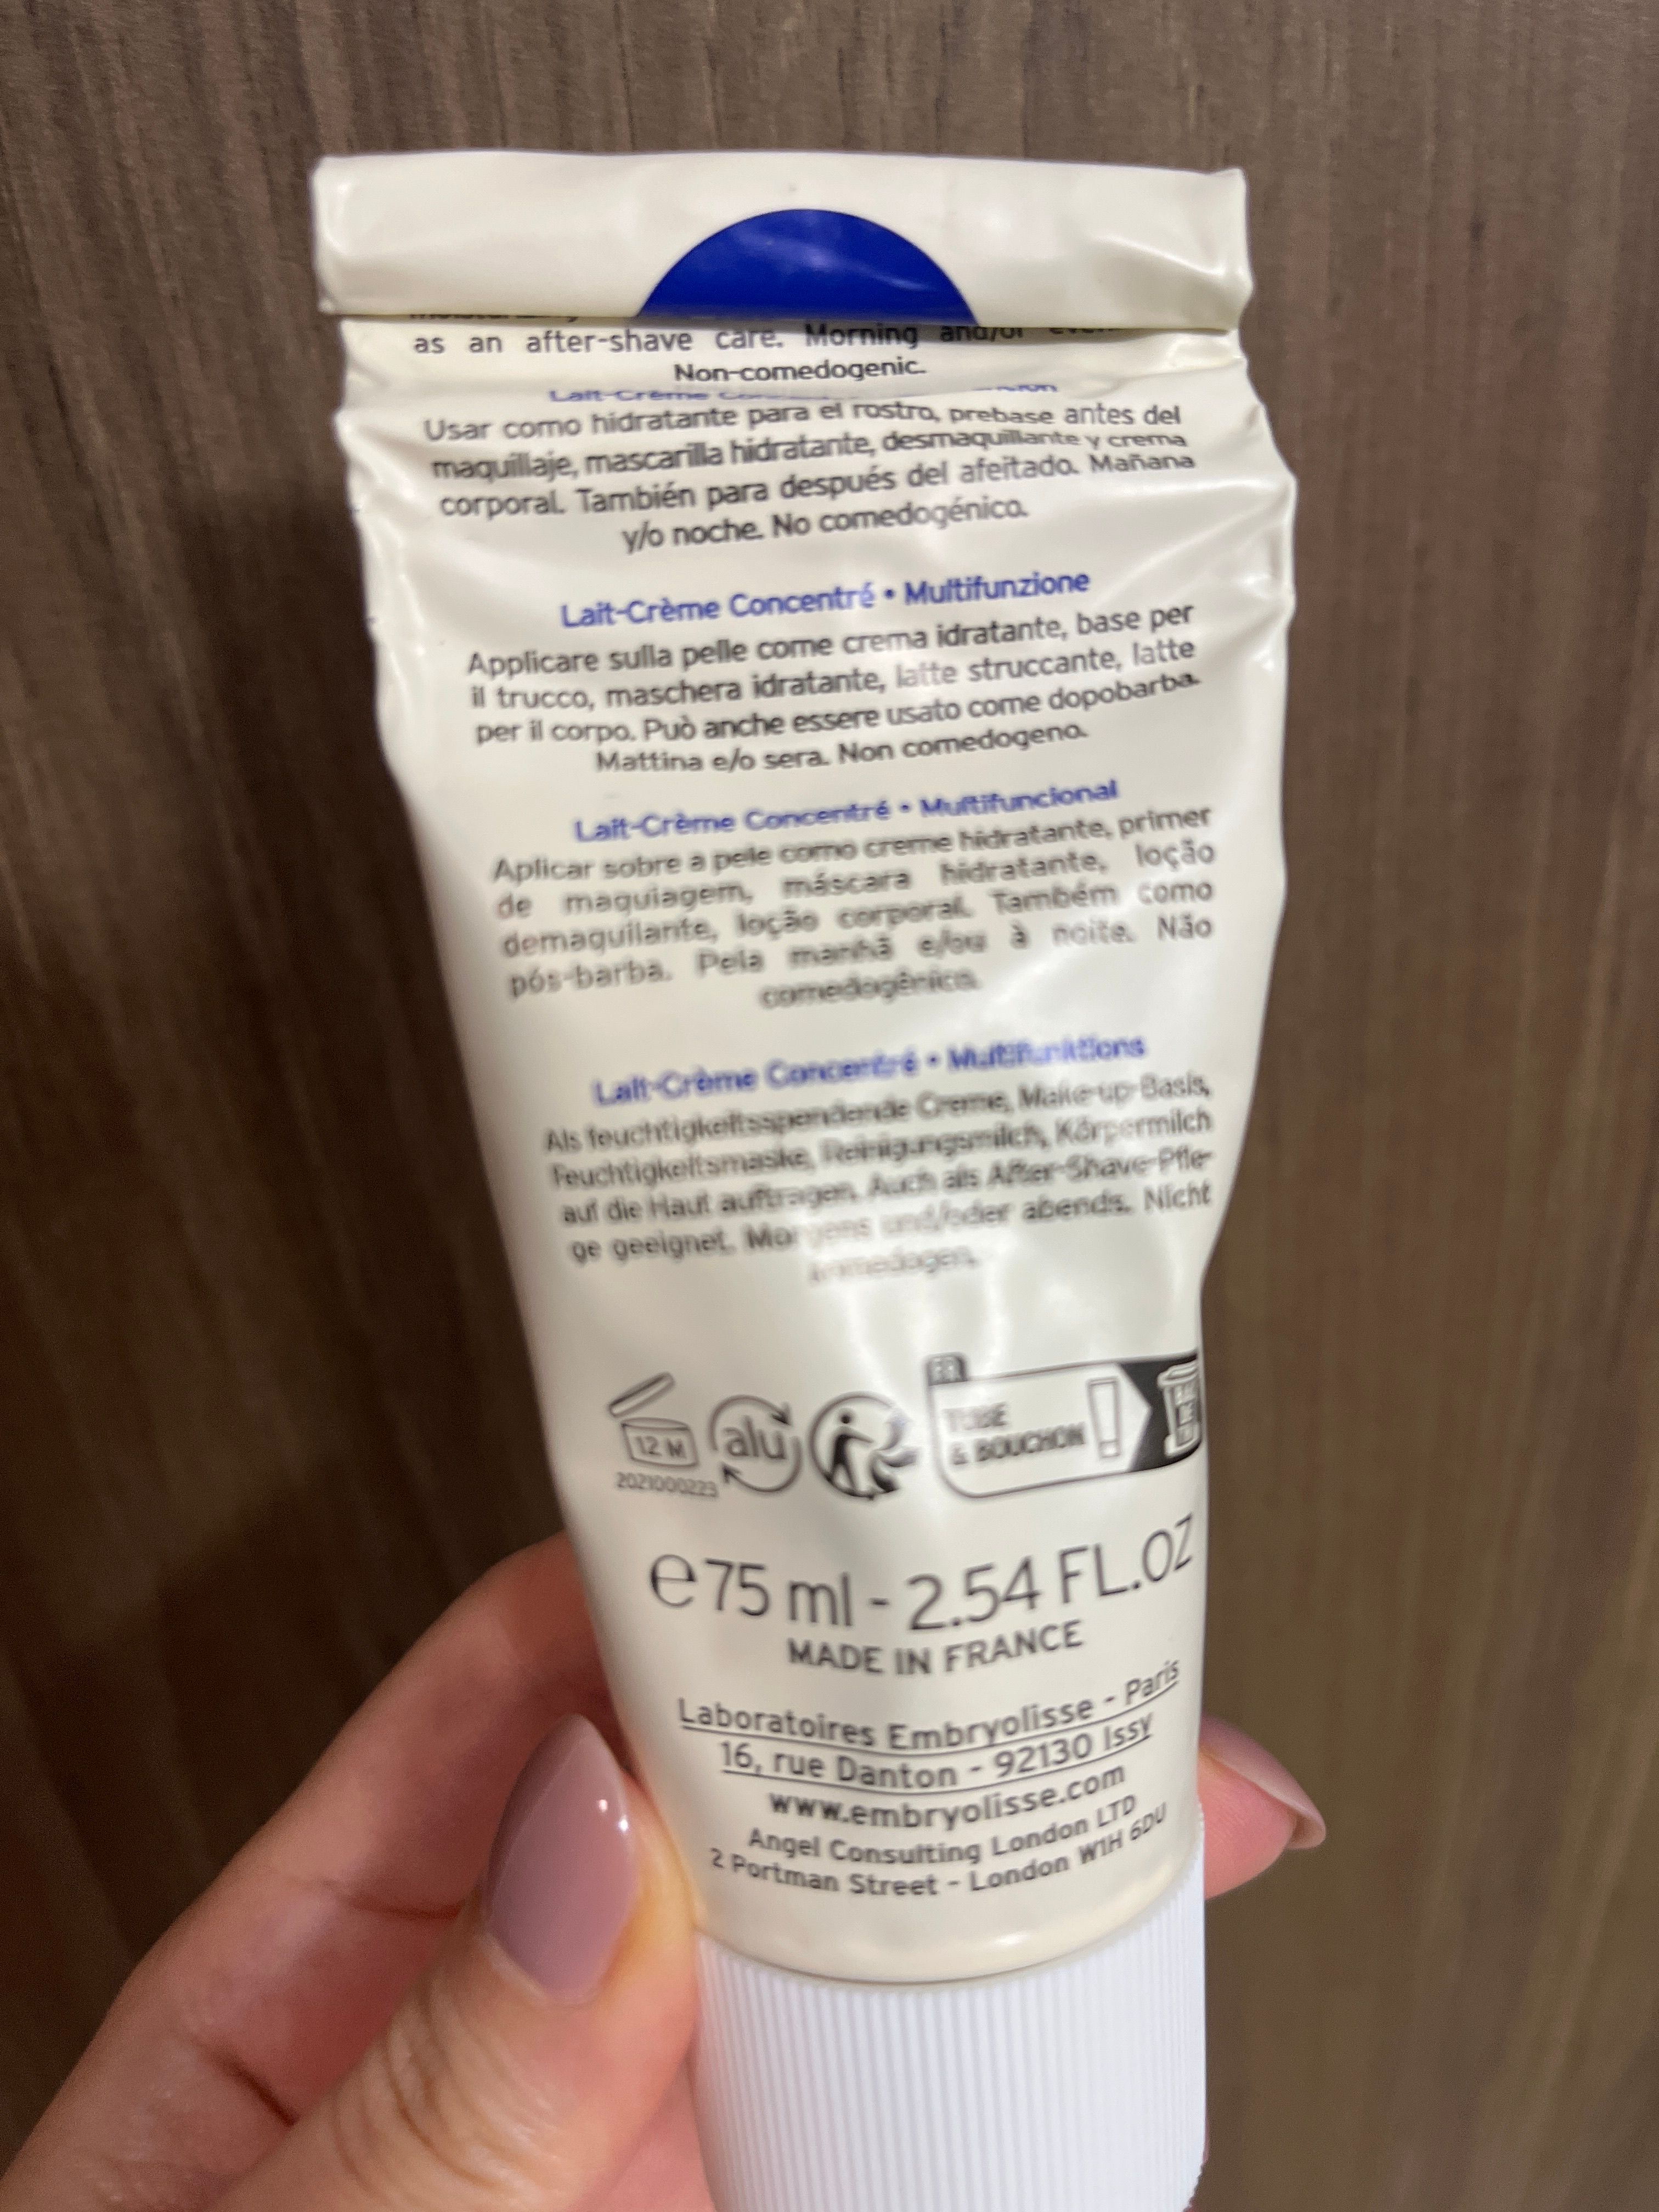 as an after-shave care. Morning and/or
Non-comedogenic.
Lait-Crème
Usar como hidratante para el rostro, prebase antes del
maquillaje, mascarilla hidratante, desmaquillante y crema
corporal. También para después del afeitado. Mañana
y/o noche. No comedogénico.
Lait-Crème Concentré • Multifunzione
Applicare sulla pelle come crema idratante, base per
il trucco, maschera idratante, latte struccante, latte
per il corpo. Può anche essere usato come dopobarba.
Mattina e/o sera. Non comedogeno.
Lait-Crème Concentré • Multifuncional
Aplicar sobre a pele como creme hidratante, primer
de maquiagem, máscara hidratante, loção
demaquilante, loção corporal. Também como
pós-barba. Pela manhã e/ou à noite. Não
comedogênico.
Lait-Crème Concentré • Multifunktions
Als feuchtigkeitsspendende Creme, Make-up-Basis,
Feuchtigkeitsmaske, Reinigungsmilch, Körpermilch
auf die Haut auftragen. Auch als After-Shave-Pfle-
ge geeignet. Morgens und/oder abends. Nicht
komedogen.
12 M
2021000223
alu
FR
TUBE
& BOUCHON
BAC
DE
TRI
e 75 ml - 2.54 FL.OZ
MADE IN FRANCE
Laboratoires Embryolisse - Paris
16, rue Danton - 92130 Issy
www.embryolisse.com
Angel Consulting London LTD
2 Portman Street - London W1H 6DU